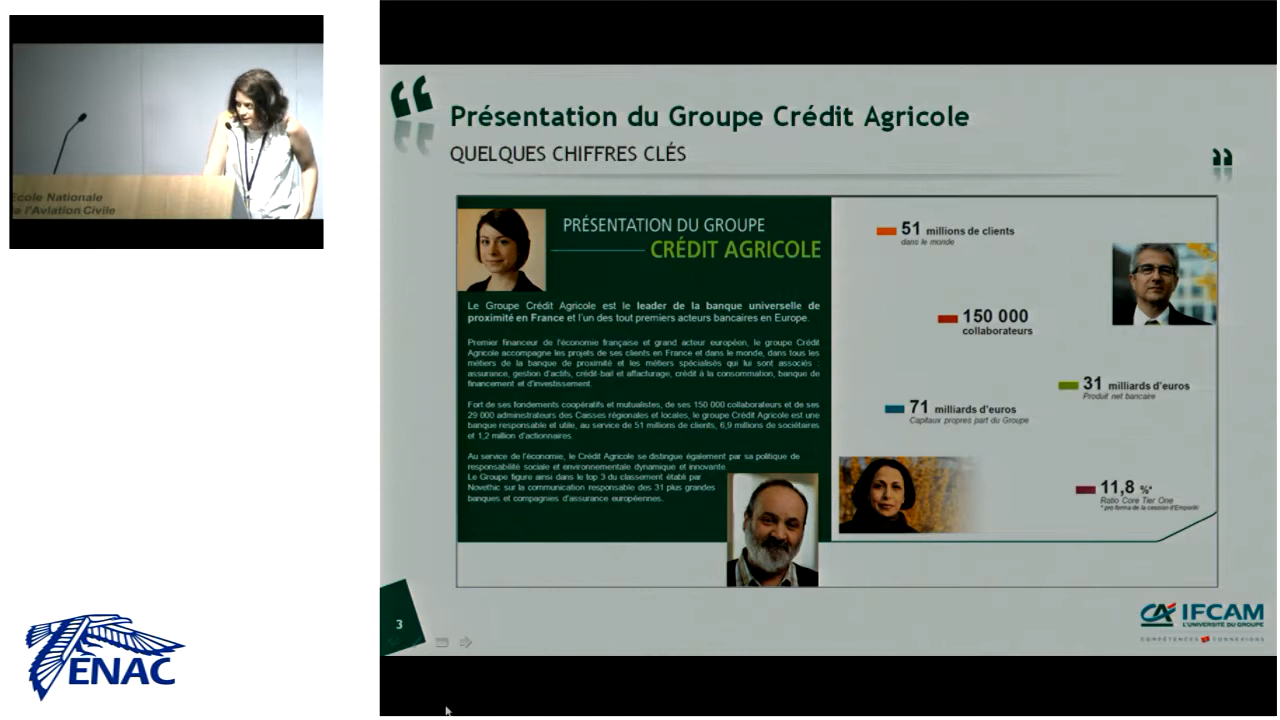 Ecole Nationale
de l'Aviation Civile
ENAC
Présentation du Groupe Crédit Agricole
QUELQUES CHIFFRES CLÉS
PRÉSENTATION DU GROUPE
CRÉDIT AGRICOLE
Le Groupe Crédit Agricole est le leader de la banque universelle de
proximité en France et l'un des tout premiers acteurs bancaires en Europe.
Premier financeur de l'économie française et grand acteur européen, le groupe Crédit
Agricole accompagne les projets de ses clients en France et dans le monde, dans tous les
métiers de la banque de proximité et les métiers spécialisés qui lui sont associés :
assurance, gestion d'actifs, crédit-bail et affacturage, crédit à la consommation, banque de
financement et d'investissement.
Fort de ses fondements coopératifs et mutualistes, de ses 150 000 collaborateurs et de ses
29 000 administrateurs des Caisses régionales et locales, le groupe Crédit Agricole est une
banque responsable et utile, au service de 51 millions de clients, 6,9 millions de sociétaires
et 1,2 million d'actionnaires.
Au service de l'économie, le Crédit Agricole se distingue également par sa politique de
responsabilité sociale et environnementale dynamique et innovante.
Le Groupe figure ainsi dans le top 3 du classement établi par
Novethic sur la communication responsable des 31 plus grandes
banques et compagnies d'assurance européennes.
51 millions de clients
dans le monde
150 000
collaborateurs
31 milliards d'euros
Produit net bancaire
71 milliards d'euros
Capitaux propres part du Groupe
11,8 %*
Ratio Core Tier One
* pro forma de la cession d'Emporiki
3
CA IFCAM
L'UNIVERSITÉ DU GROUPE
COMPÉTENCES CONNEXIONS